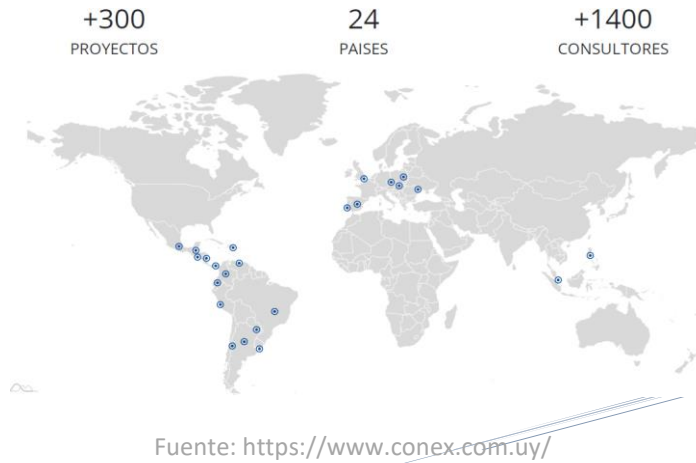 +300
PROYECTOS
24
PAISES
+1400
CONSULTORES
Fuente: https://www.conex.com.uy/